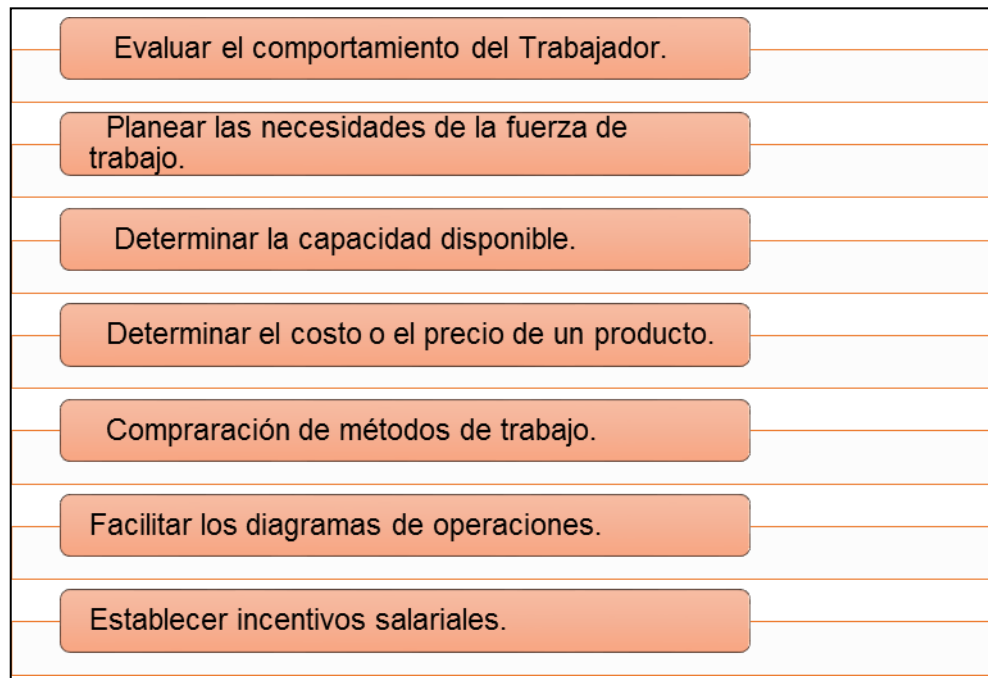 Evaluar el comportamiento del Trabajador.
Planear las necesidades de la fuerza de
trabajo.
Determinar la capacidad disponible.
Determinar el costo o el precio de un producto.
Compraración de métodos de trabajo.
Facilitar los diagramas de operaciones.
Establecer incentivos salariales.